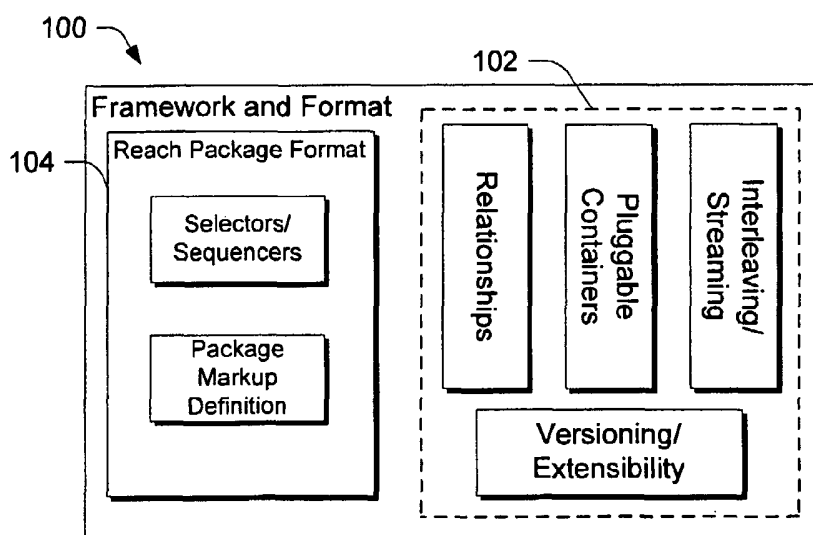 100
102
Framework and Format
104
Reach Package Format
Selectors/
Sequencers
Package
Markup
Definition
Relationships
Pluggable
Containers
Interleaving/
Streaming
Versioning/
Extensibility